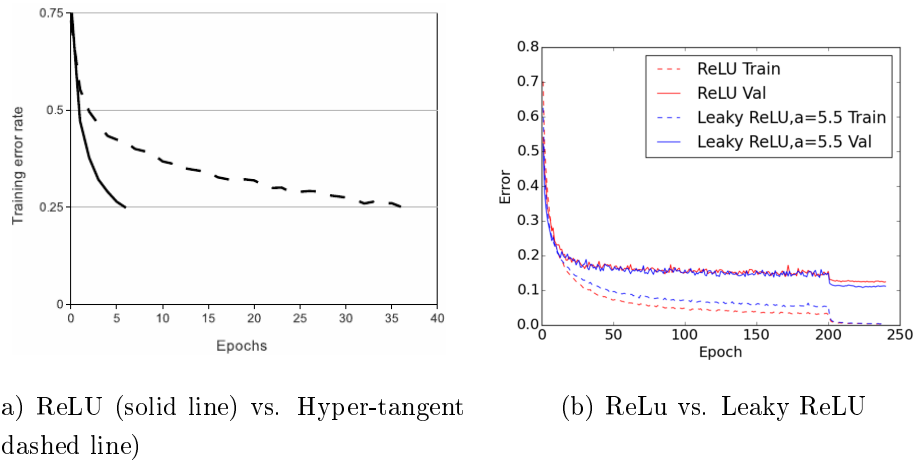 0.75
0.5
0.25
0
0
5
10
15
20
25
30
35
40
Training error rate
Epochs
0.8
0.7
0.6
0.5
0.4
0.3
0.2
0.1
0.0
0
50
100
150
200
250
Error
Epoch
ReLU Train
ReLU Val
Leaky ReLU,a=5.5 Train
Leaky ReLU,a=5.5 Val
a) ReLU (solid line) vs. Hyper-tangent
dashed line)
(b) ReLu vs. Leaky ReLU